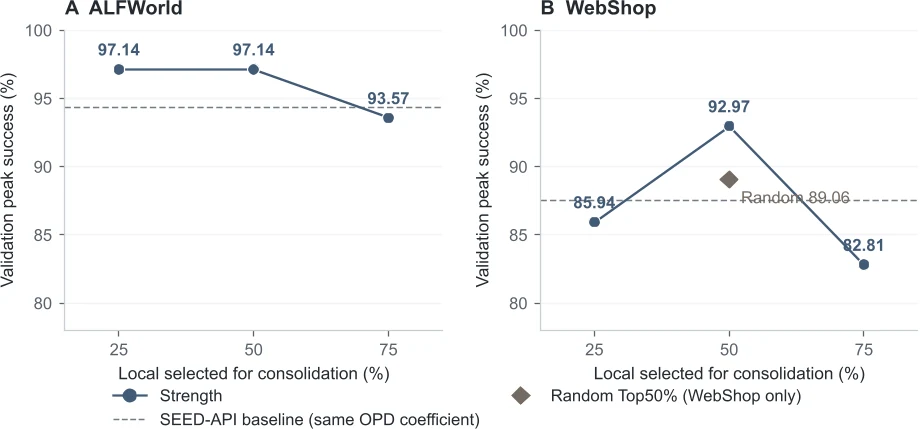 A ALFWorld
Validation peak success (%)
100
95
90
85
80
97.14
97.14
93.57
25
50
75
Local selected for consolidation (%)
B WebShop
Validation peak success (%)
100
95
90
85
80
85.94
92.97
Random 89.06
82.81
25
50
75
Local selected for consolidation (%)
Strength
SEED-API baseline (same OPD coefficient)
Random Top50% (WebShop only)